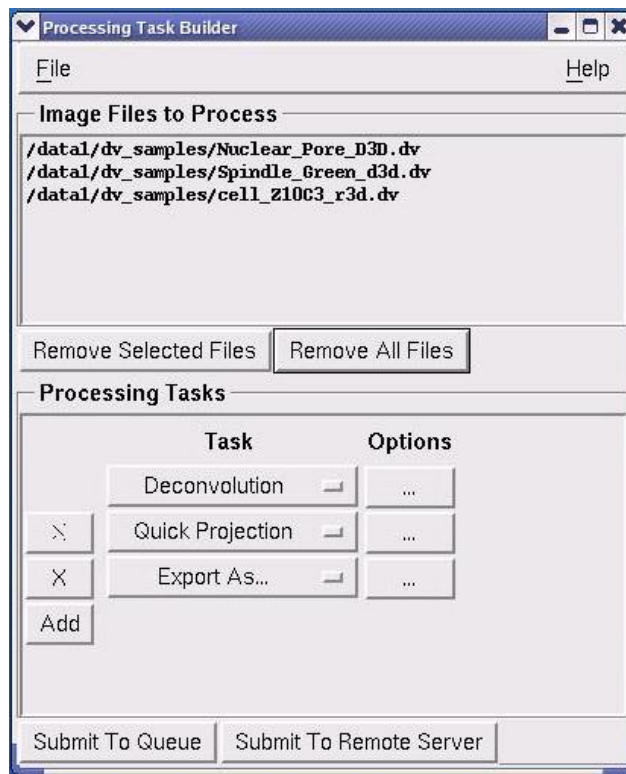 Processing Task Builder
File Help
Image Files to Process
/data1/dv_samples/Nuclear_Pore_D3D.dv
/data1/dv_samples/Spindle_Green_d3d.dv
/data1/dv_samples/cell_Z10C3_r3d.dv
Remove Selected Files Remove All Files
Processing Tasks
Task Options
Deconvolution ...
X Quick Projection ...
X Export As... ...
Add
Submit To Queue Submit To Remote Server